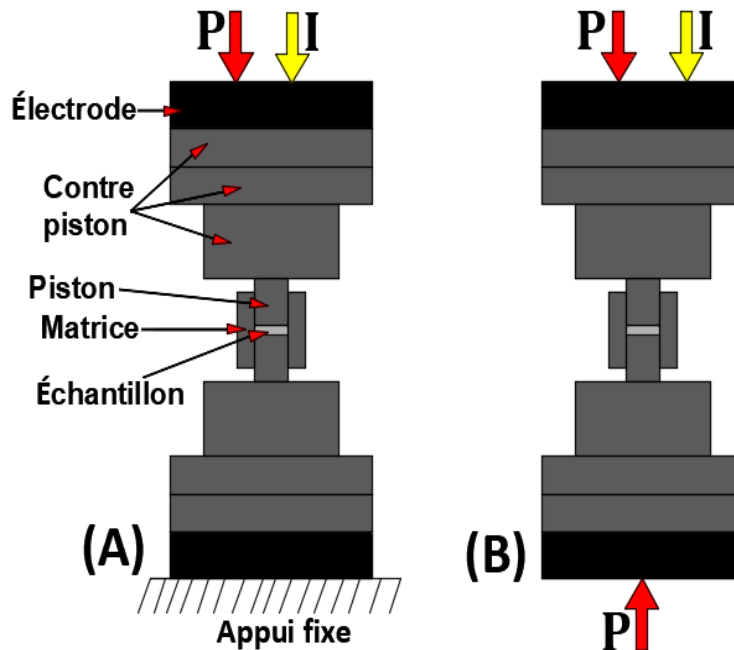 P I
P I
Électrode
Contre
piston
Piston
Matrice
Échantillon
(A)
(B)
Appui fixe
P